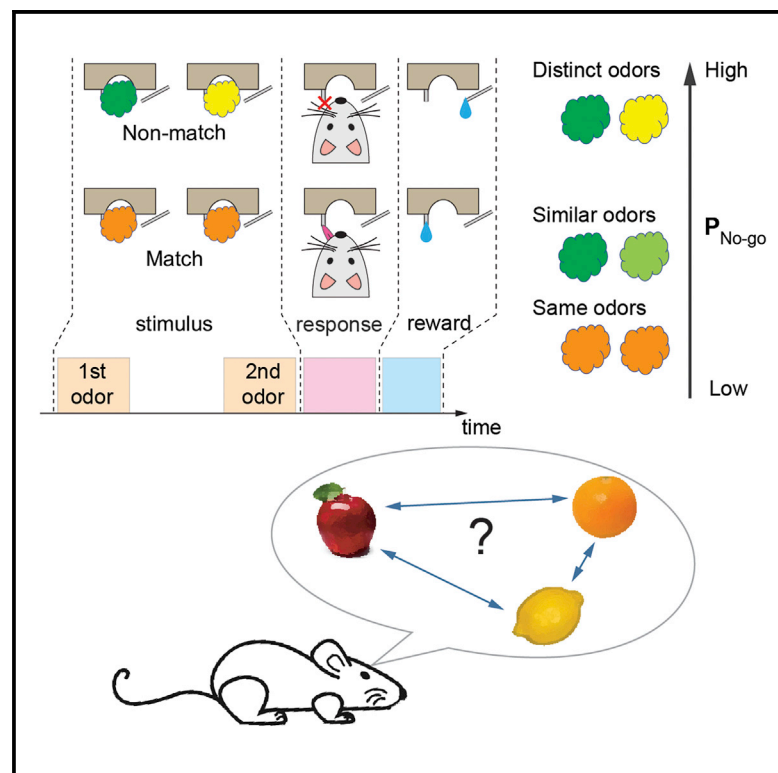 Non-match
Match
stimulus
response
reward
1st
odor
2nd
odor
time
Distinct odors
High
Similar odors
P No-go
Same odors
Low
?